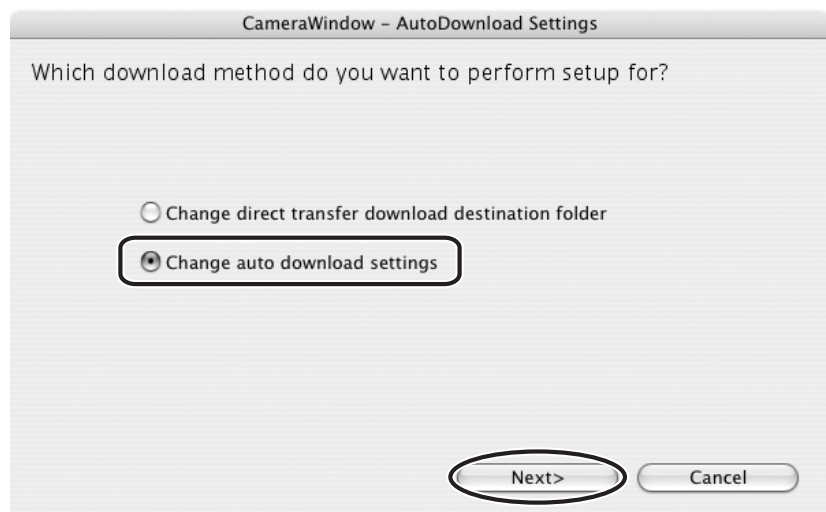 CameraWindow – AutoDownload Settings
Which download method do you want to perform setup for?
Change direct transfer download destination folder
Change auto download settings
Next>
Cancel